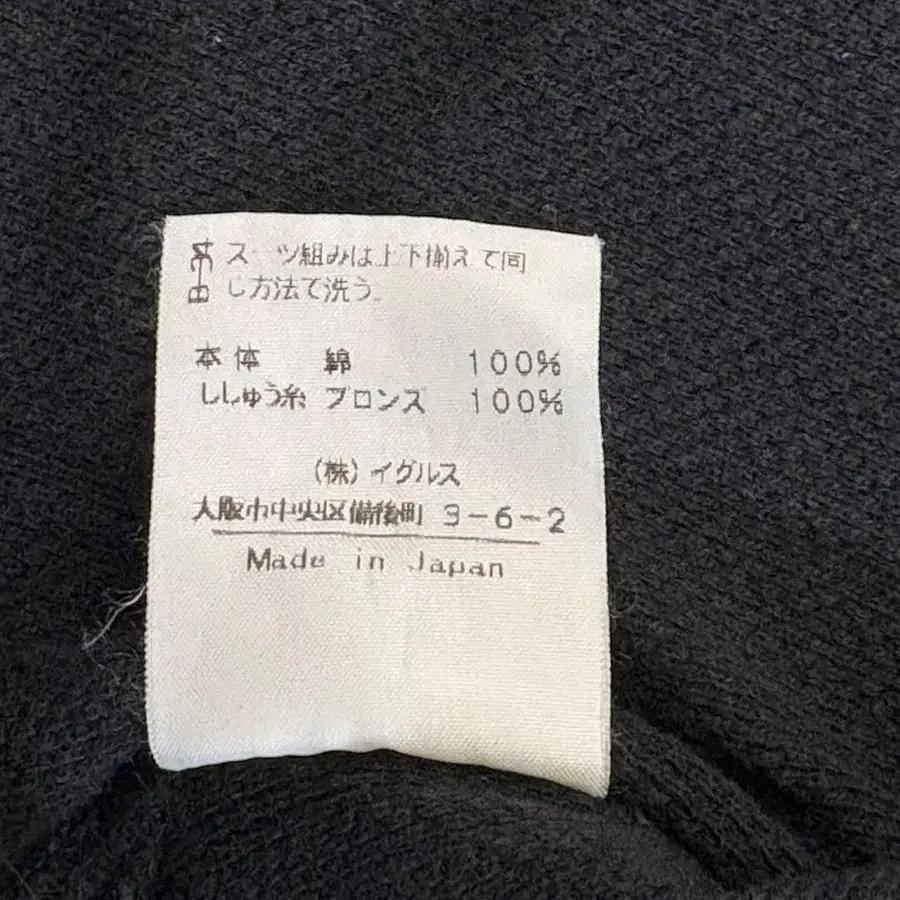 スーツ組みは上下揃えて同
じ方法で洗う。
本体 綿 100%
ししゅう糸 ブロンズ 100%
(株)イグルス
大阪市中央区備後町 3-6-2
Made in Japan